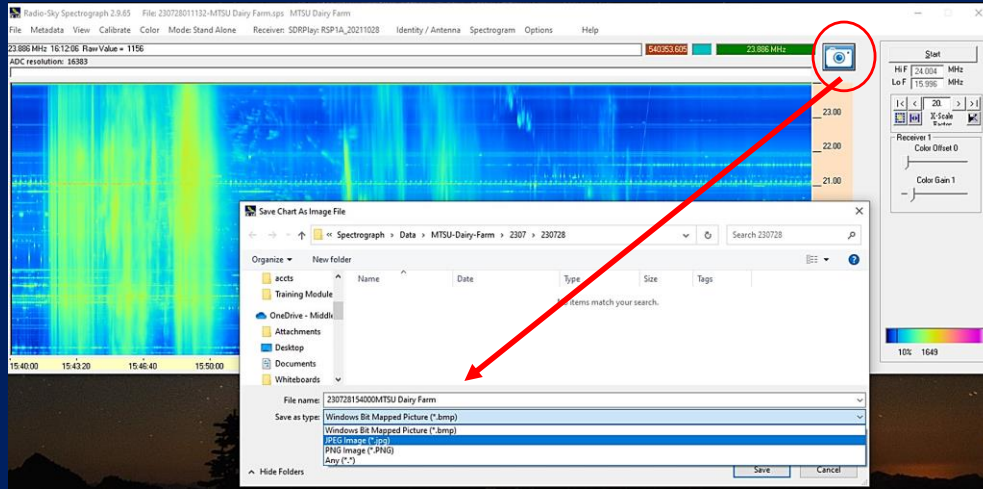 Radio-Sky Spectrograph 2.9.65 File: 230728011132-MTSU Dairy Farm.sps MTSU Dairy Farm
File Metadata View Calibrate Color Mode: Stand Alone Receiver: SDRPlay: RSP1A_20211028 Identity / Antenna Spectrogram Options Help
23.886 MHz 16:12:06 Raw Value = 1156
540353.605 23.886 MHz
ADC resolution: 16383
Start
Hi F 24.004 MHz
Lo F 15.996 MHz
|< < 20. > >|
X-Scale
Receiver 1
Color Offset 0
Color Gain 1
23.00
22.00
21.00
Save Chart As Image File
« Spectrograph › Data › MTSU-Dairy-Farm › 2307 › 230728
Search 230728
Organize New folder
accts
Training Module
OneDrive - Middle
Attachments
Desktop
Documents
Whiteboards
Name Date Type Size Tags
items match your search.
File name: 230728154000MTSU Dairy Farm
Save as type: Windows Bit Mapped Picture (*.bmp)
Windows Bit Mapped Picture (*.bmp)
JPEG Image (*.jpg)
PNG Image (*.PNG)
Any (*.*)
Hide Folders
Save Cancel
15:40:00 15:43:20 15:46:40 15:50:00
10% 1649